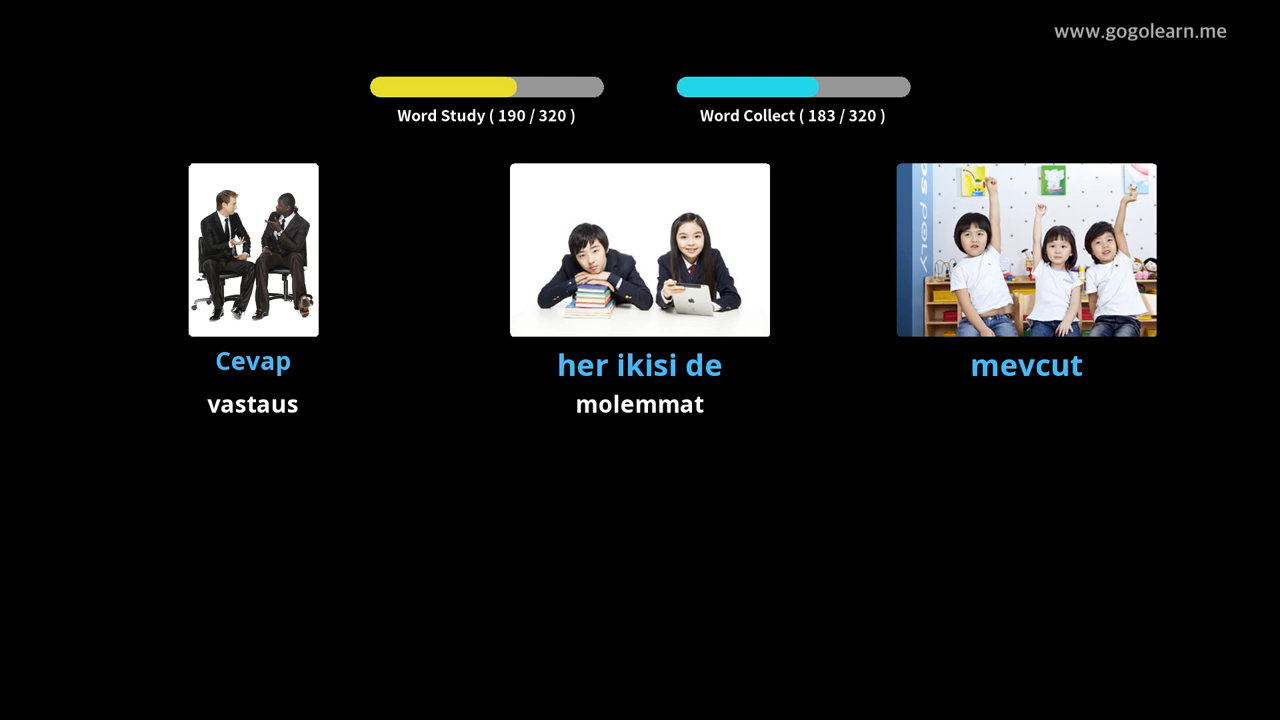 www.gogolearn.me
Word Study ( 190 / 320 )
Word Collect ( 183 / 320 )
Cevap
her ikisi de
mevcut
vastaus
molemmat